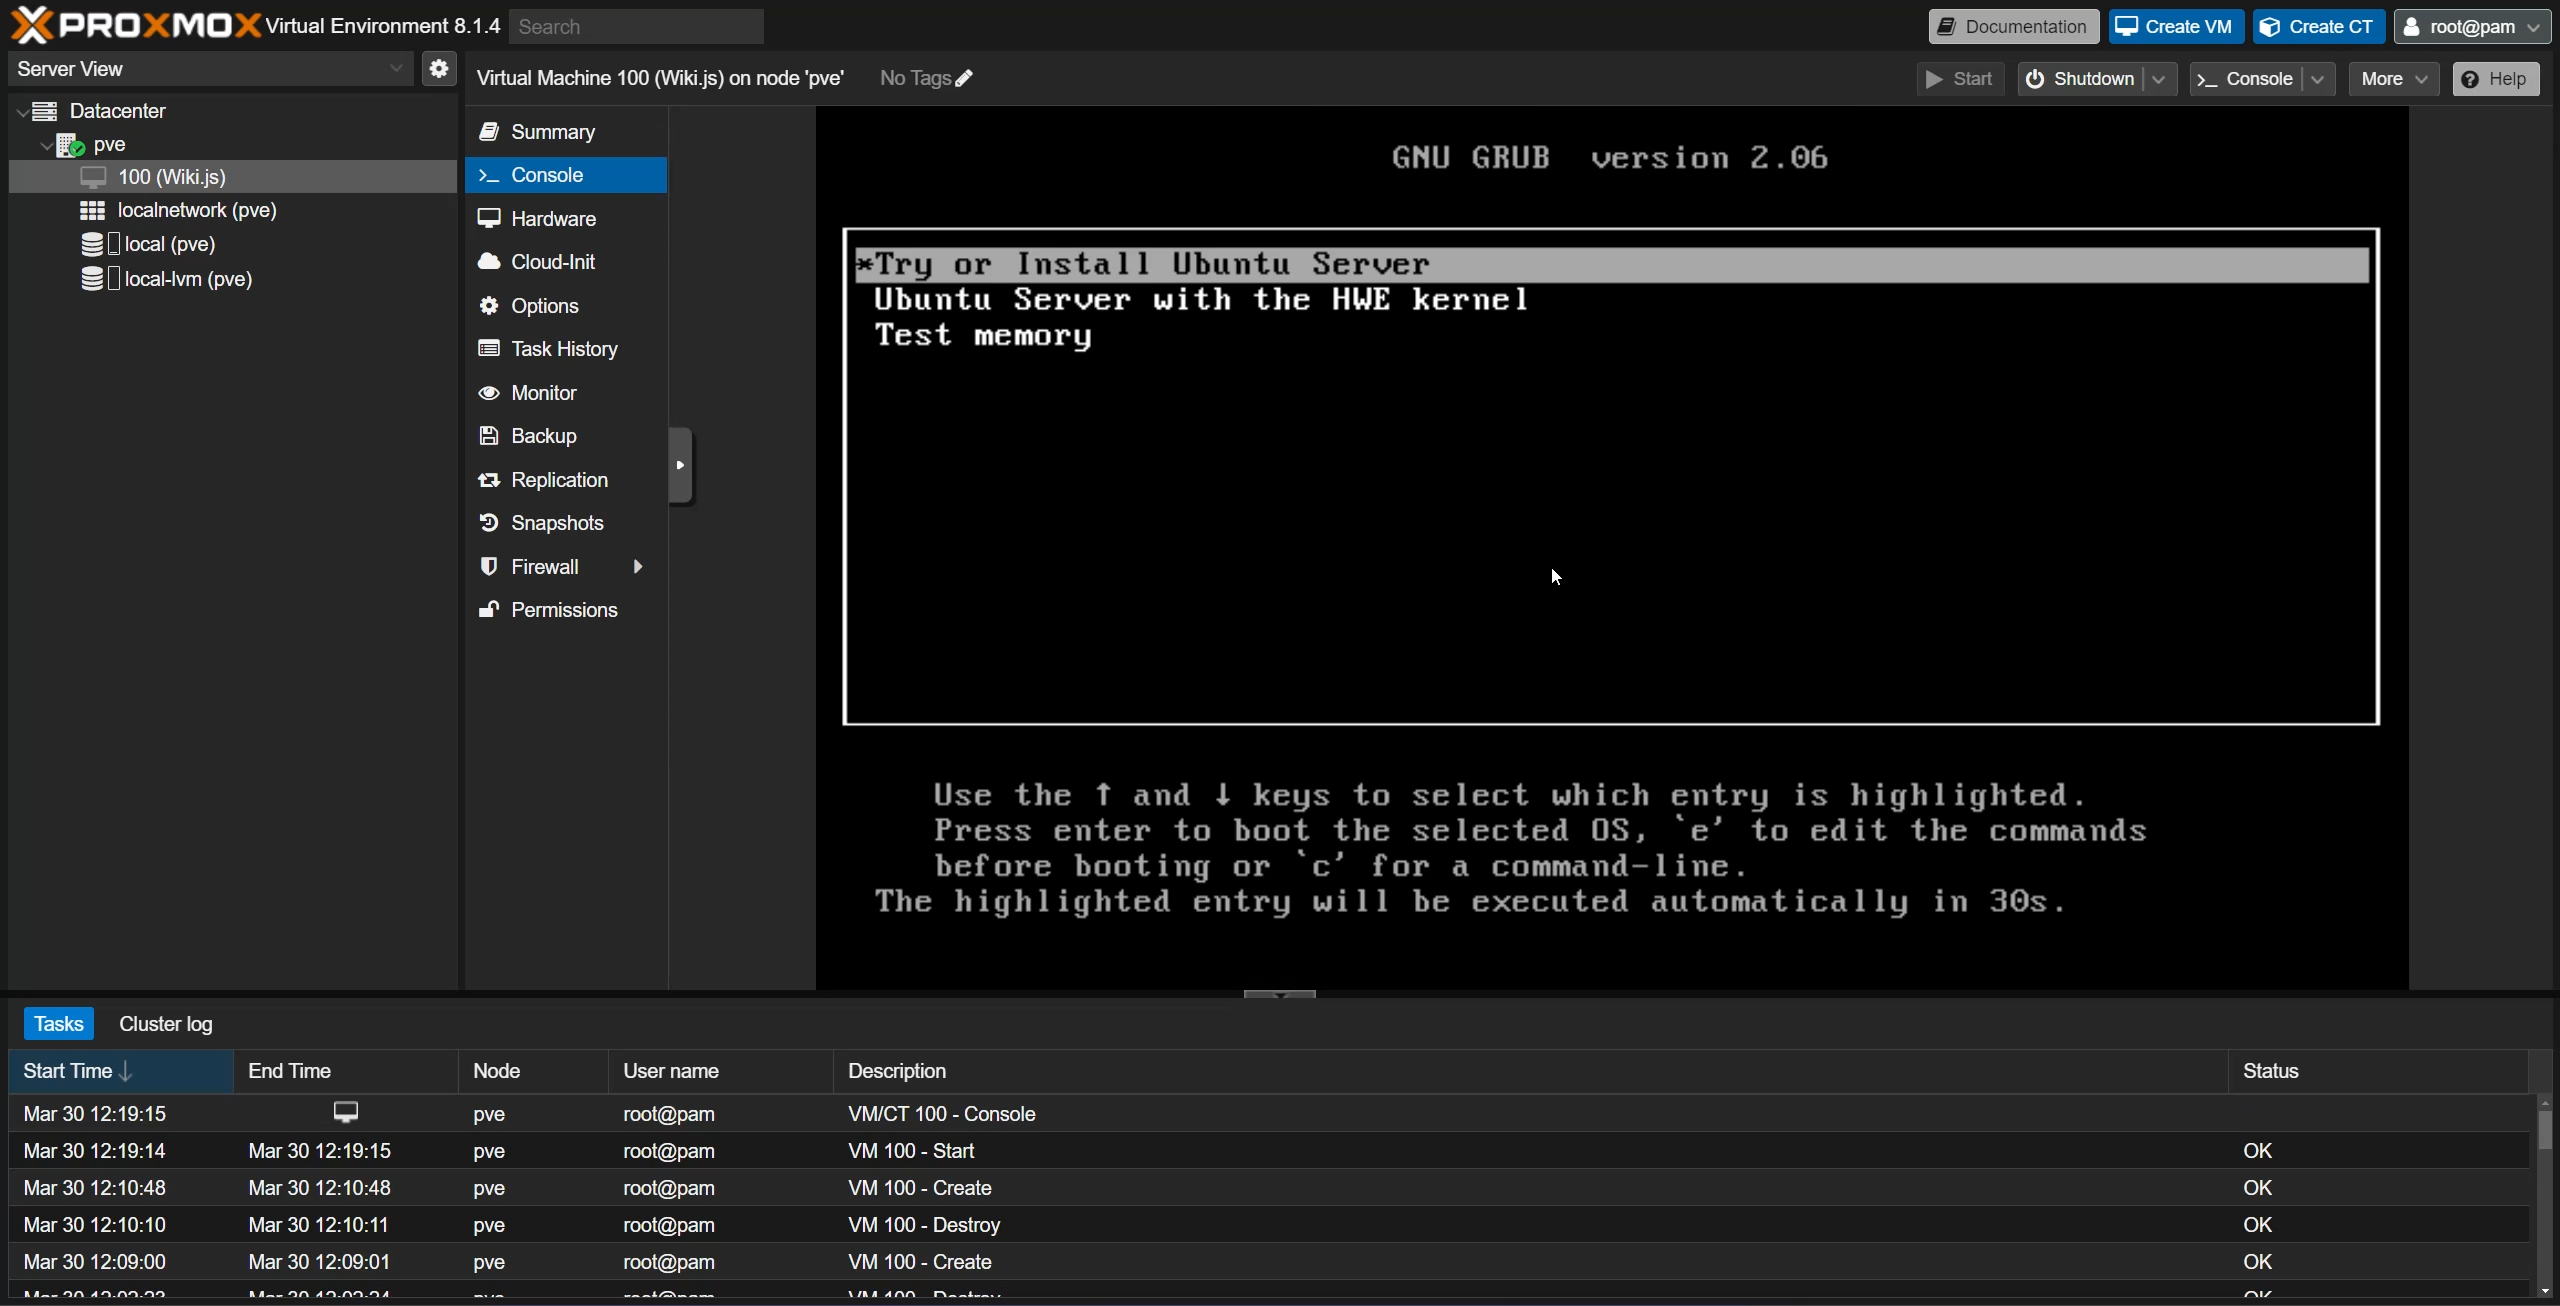 PROXMOX Virtual Environment 8.1.4 Search Documentation Create VM Create CT root@pam
Server View
Virtual Machine 100 (Wiki.js) on node 'pve' No Tags Start Shutdown Console More Help
Datacenter
pve
100 (Wiki.js)
localnetwork (pve)
local (pve)
local-lvm (pve)
Summary
Console
Hardware
Cloud-Init
Options
Task History
Monitor
Backup
Replication
Snapshots
Firewall
Permissions
GNU GRUB version 2.06
*Try or Install Ubuntu Server
Ubuntu Server with the HWE kernel
Test memory
Use the ↑ and ↓ keys to select which entry is highlighted.
Press enter to boot the selected OS, `e' to edit the commands
before booting or `c' for a command-line.
The highlighted entry will be executed automatically in 30s.
Tasks Cluster log
Start Time ↓ End Time Node User name Description Status
Mar 30 12:19:15 pve root@pam VM/CT 100 - Console
Mar 30 12:19:14 Mar 30 12:19:15 pve root@pam VM 100 - Start OK
Mar 30 12:10:48 Mar 30 12:10:48 pve root@pam VM 100 - Create OK
Mar 30 12:10:10 Mar 30 12:10:11 pve root@pam VM 100 - Destroy OK
Mar 30 12:09:00 Mar 30 12:09:01 pve root@pam VM 100 - Create OK